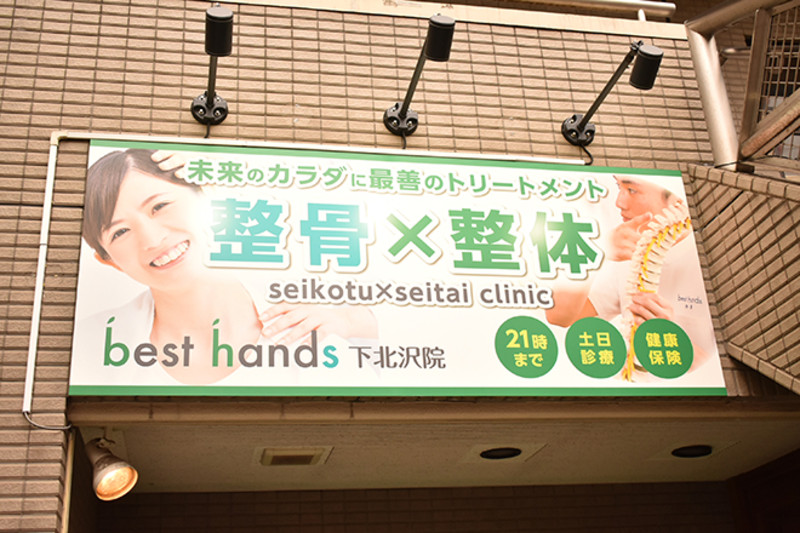 未来のカラダに最善のトリートメント
整骨×整体
seikotu×seitai clinic
best hands 下北沢院
21時
まで
土日
診療
健康
保険
best hands